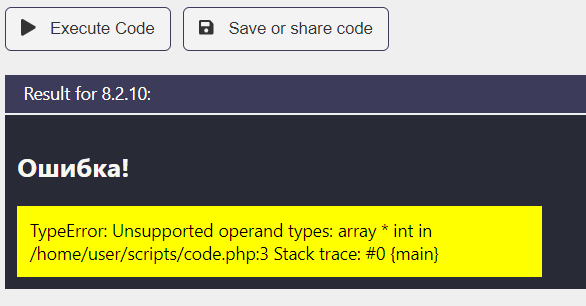 Execute Code
Save or share code
Result for 8.2.10:
Ошибка!
TypeError: Unsupported operand types: array * int in
/home/user/scripts/code.php:3 Stack trace: #0 {main}